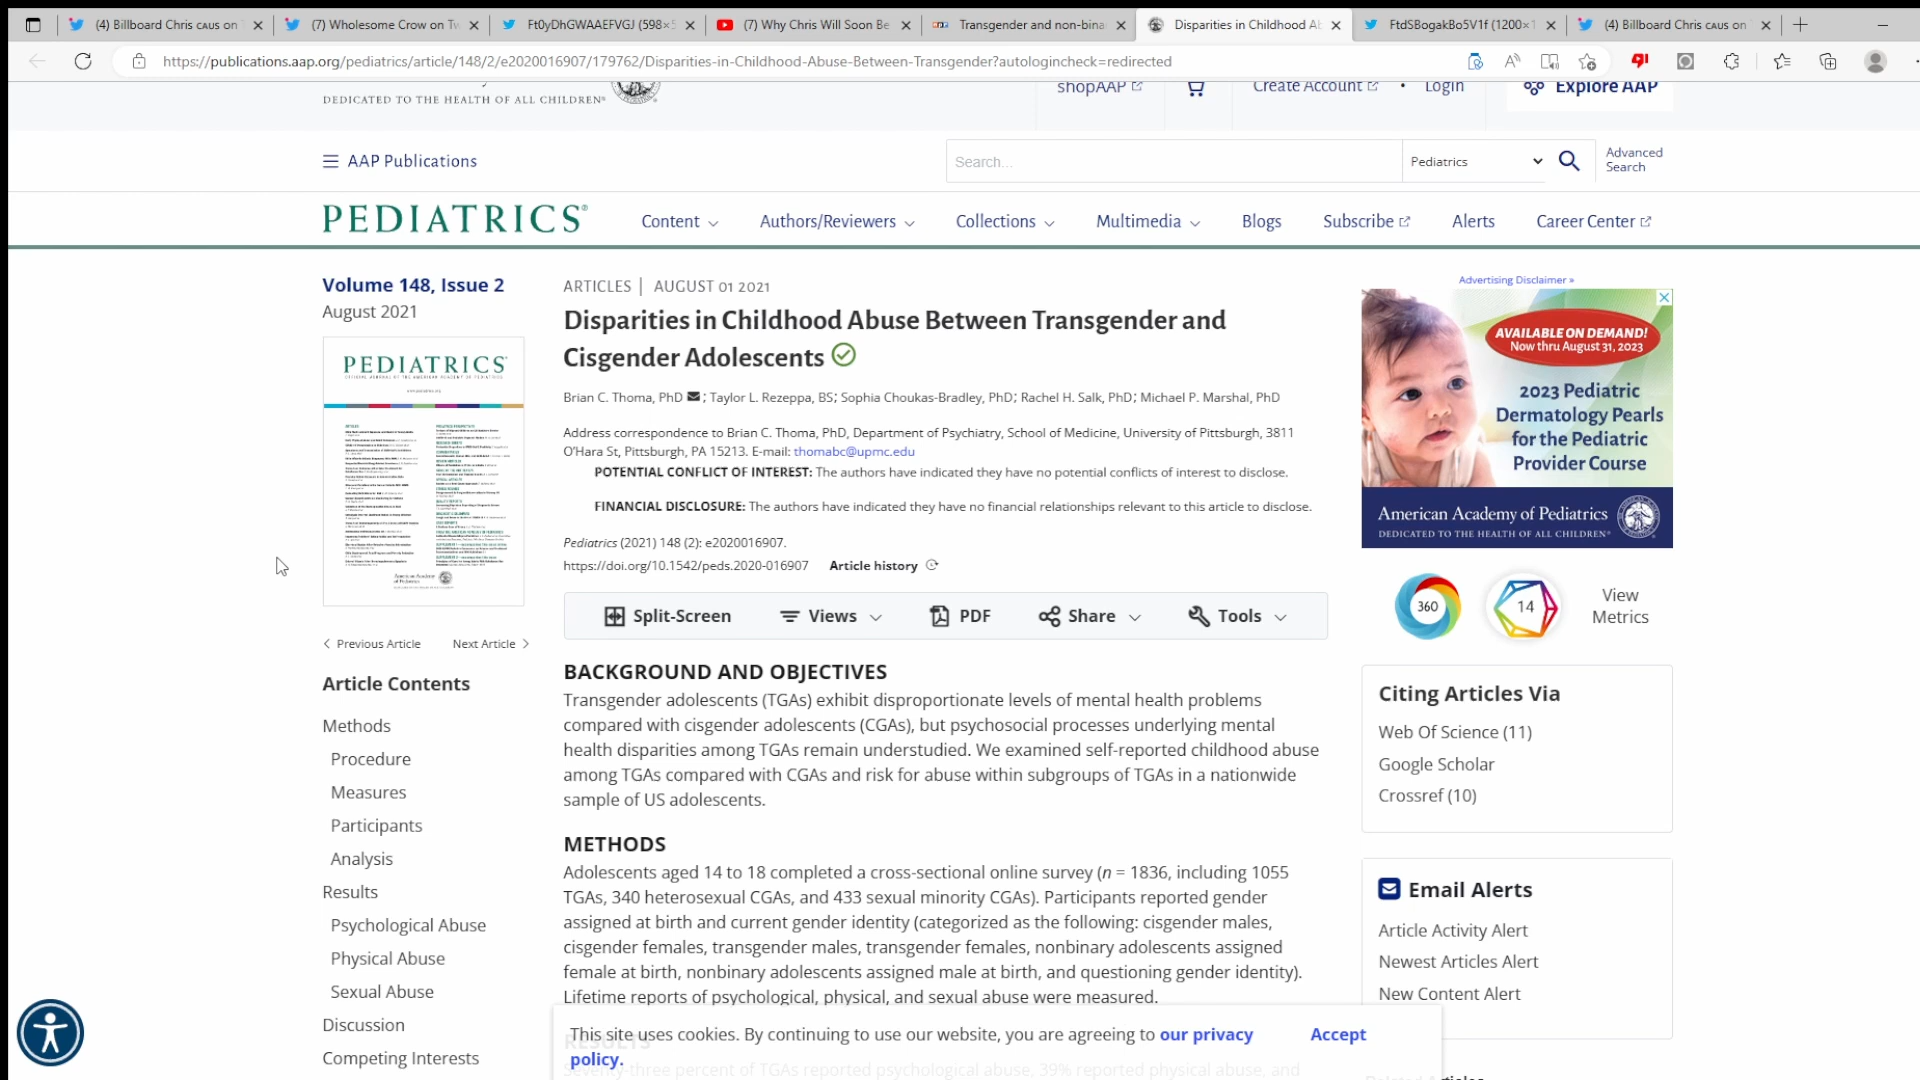 (4) Billboard Chris CAUS on
(7) Wholesome Crow on Tw
Ft0yDhGWAAEFVGJ (598×5
(7) Why Chris Will Soon Be
Transgender and non-bina
Disparities in Childhood Ab
FtdSBogakBo5V1f (1200×1
(4) Billboard Chris CAUS on
https://publications.aap.org/pediatrics/article/148/2/e2020016907/179762/Disparities-in-Childhood-Abuse-Between-Transgender?autologincheck=redirected
DEDICATED TO THE HEALTH OF ALL CHILDREN®
shopAAP
Create Account
•
Login
Explore AAP
AAP Publications
Search...
Pediatrics
Advanced
Search
PEDIATRICS®
Content
Authors/Reviewers
Collections
Multimedia
Blogs
Subscribe
Alerts
Career Center
Volume 148, Issue 2
August 2021
PEDIATRICS
Previous Article
Next Article
Article Contents
Methods
Procedure
Measures
Participants
Analysis
Results
Psychological Abuse
Physical Abuse
Sexual Abuse
Discussion
Competing Interests
ARTICLES | AUGUST 01 2021
Disparities in Childhood Abuse Between Transgender and
Cisgender Adolescents
Brian C. Thoma, PhD ; Taylor L. Rezeppa, BS; Sophia Choukas-Bradley, PhD; Rachel H. Salk, PhD; Michael P. Marshal, PhD
Address correspondence to Brian C. Thoma, PhD, Department of Psychiatry, School of Medicine, University of Pittsburgh, 3811
O'Hara St, Pittsburgh, PA 15213. E-mail: thomabc@upmc.edu
POTENTIAL CONFLICT OF INTEREST: The authors have indicated they have no potential conflicts of interest to disclose.
FINANCIAL DISCLOSURE: The authors have indicated they have no financial relationships relevant to this article to disclose.
Pediatrics (2021) 148 (2): e2020016907.
https://doi.org/10.1542/peds.2020-016907 Article history
Split-Screen
Views
PDF
Share
Tools
BACKGROUND AND OBJECTIVES
Transgender adolescents (TGAs) exhibit disproportionate levels of mental health problems
compared with cisgender adolescents (CGAs), but psychosocial processes underlying mental
health disparities among TGAs remain understudied. We examined self-reported childhood abuse
among TGAs compared with CGAs and risk for abuse within subgroups of TGAs in a nationwide
sample of US adolescents.
METHODS
Adolescents aged 14 to 18 completed a cross-sectional online survey (n = 1836, including 1055
TGAs, 340 heterosexual CGAs, and 433 sexual minority CGAs). Participants reported gender
assigned at birth and current gender identity (categorized as the following: cisgender males,
cisgender females, transgender males, transgender females, nonbinary adolescents assigned
female at birth, nonbinary adolescents assigned male at birth, and questioning gender identity).
Lifetime reports of psychological, physical, and sexual abuse were measured.
RESULTS
Seventy-three percent of TGAs reported psychological abuse, 39% reported physical abuse, and
This site uses cookies. By continuing to use our website, you are agreeing to our privacy
policy.
Accept
Advertising Disclaimer »
AVAILABLE ON DEMAND!
Now thru August 31, 2023
2023 Pediatric
Dermatology Pearls
for the Pediatric
Provider Course
American Academy of Pediatrics
DEDICATED TO THE HEALTH OF ALL CHILDREN®
360
14
View
Metrics
Citing Articles Via
Web Of Science (11)
Google Scholar
Crossref (10)
Email Alerts
Article Activity Alert
Newest Articles Alert
New Content Alert